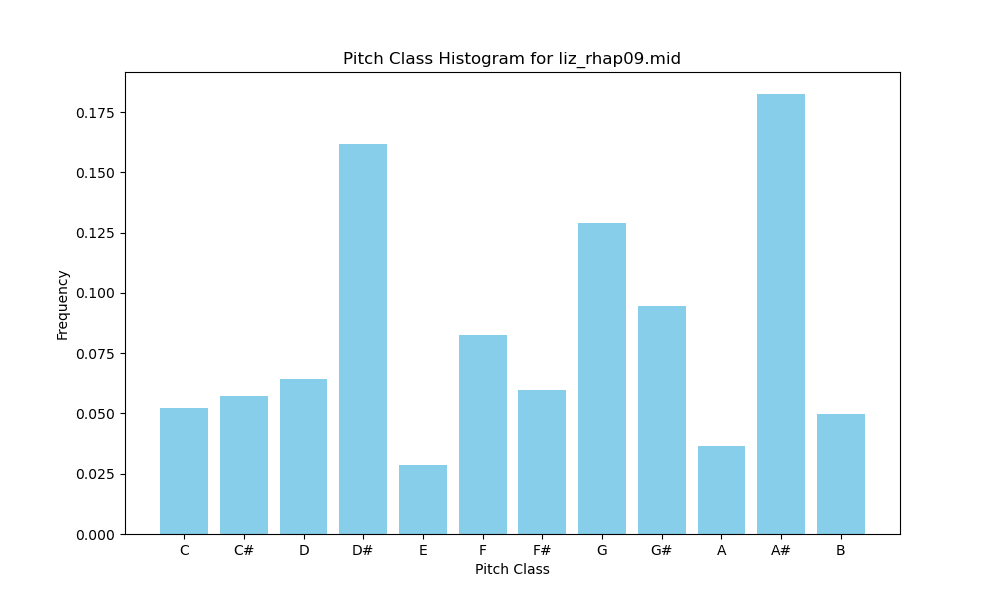 Pitch Class Histogram for liz_rhap09.mid
Frequency
0.175
0.150
0.125
0.100
0.075
0.050
0.025
0.000
C C# D D# E F F# G G# A A# B
Pitch Class